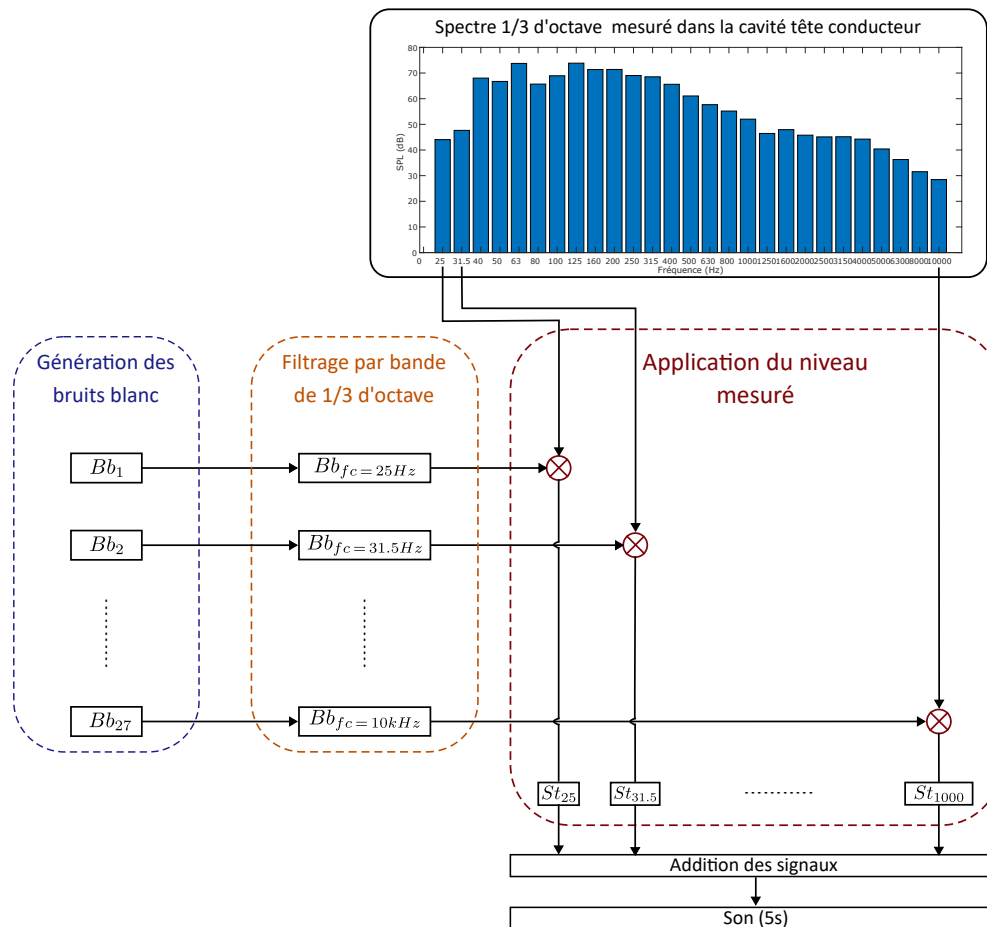 Spectre 1/3 d'octave  mesuré dans la cavité tête conducteur
80
70
60
50
40
30
20
10
0
SPL (dB)
0 25 31.5 40 50 63 80 100 125 160 200 250 315 400 500 630 800 1000 1250 1600 2000 2500 3150 4000 5000 6300 8000 10000
Fréquence (Hz)
Génération des
bruits blanc
Filtrage par bande
de 1/3 d'octave
Application du niveau
mesuré
Bb1
Bbfc=25Hz
Bb2
Bbfc=31.5Hz
Bb27
Bbfc=10kHz
St25
St31.5
St1000
Addition des signaux
Son (5s)